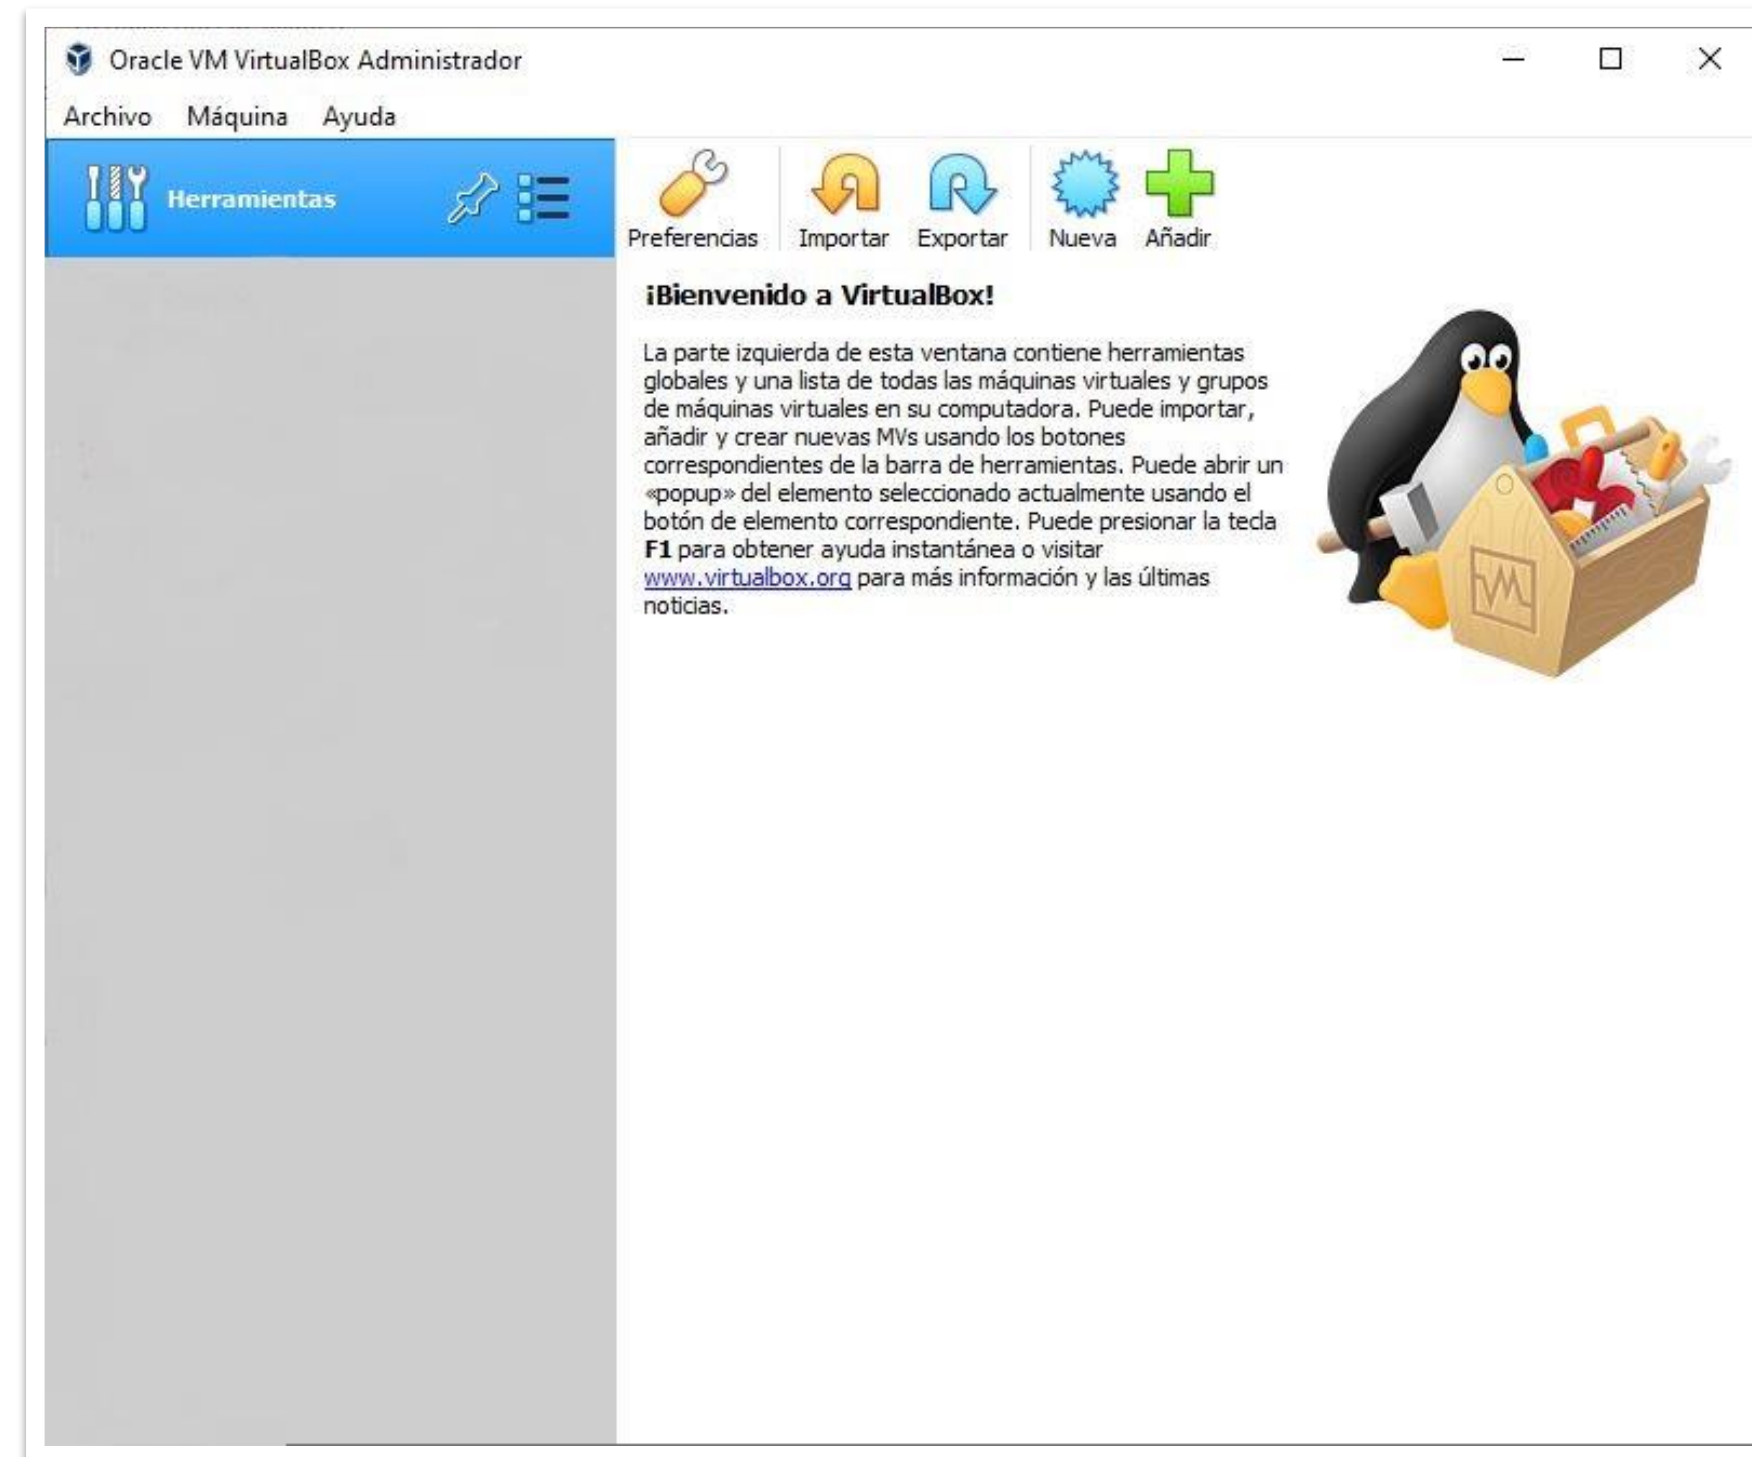 Oracle VM VirtualBox Administrador
Archivo Máquina Ayuda
Herramientas
Preferencias Importar Exportar Nueva Añadir
¡Bienvenido a VirtualBox!
La parte izquierda de esta ventana contiene herramientas
globales y una lista de todas las máquinas virtuales y grupos
de máquinas virtuales en su computadora. Puede importar,
añadir y crear nuevas MVs usando los botones
correspondientes de la barra de herramientas. Puede abrir un
«popup» del elemento seleccionado actualmente usando el
botón de elemento correspondiente. Puede presionar la tecla
F1 para obtener ayuda instantánea o visitar
www.virtualbox.org para más información y las últimas
noticias.